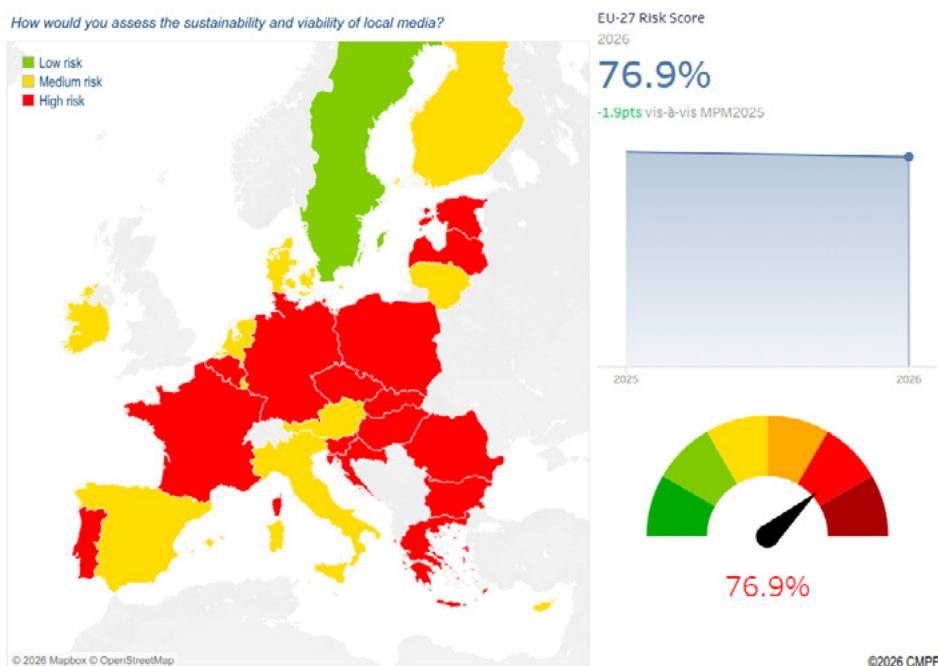 How would you assess the sustainability and viability of local media?
Low risk
Medium risk
High risk
© 2026 Mapbox © OpenStreetMap
EU-27 Risk Score
2026
76.9%
-1.9pts vis-à-vis MPM2025
2025
2026
76.9%
©2026 CMPF